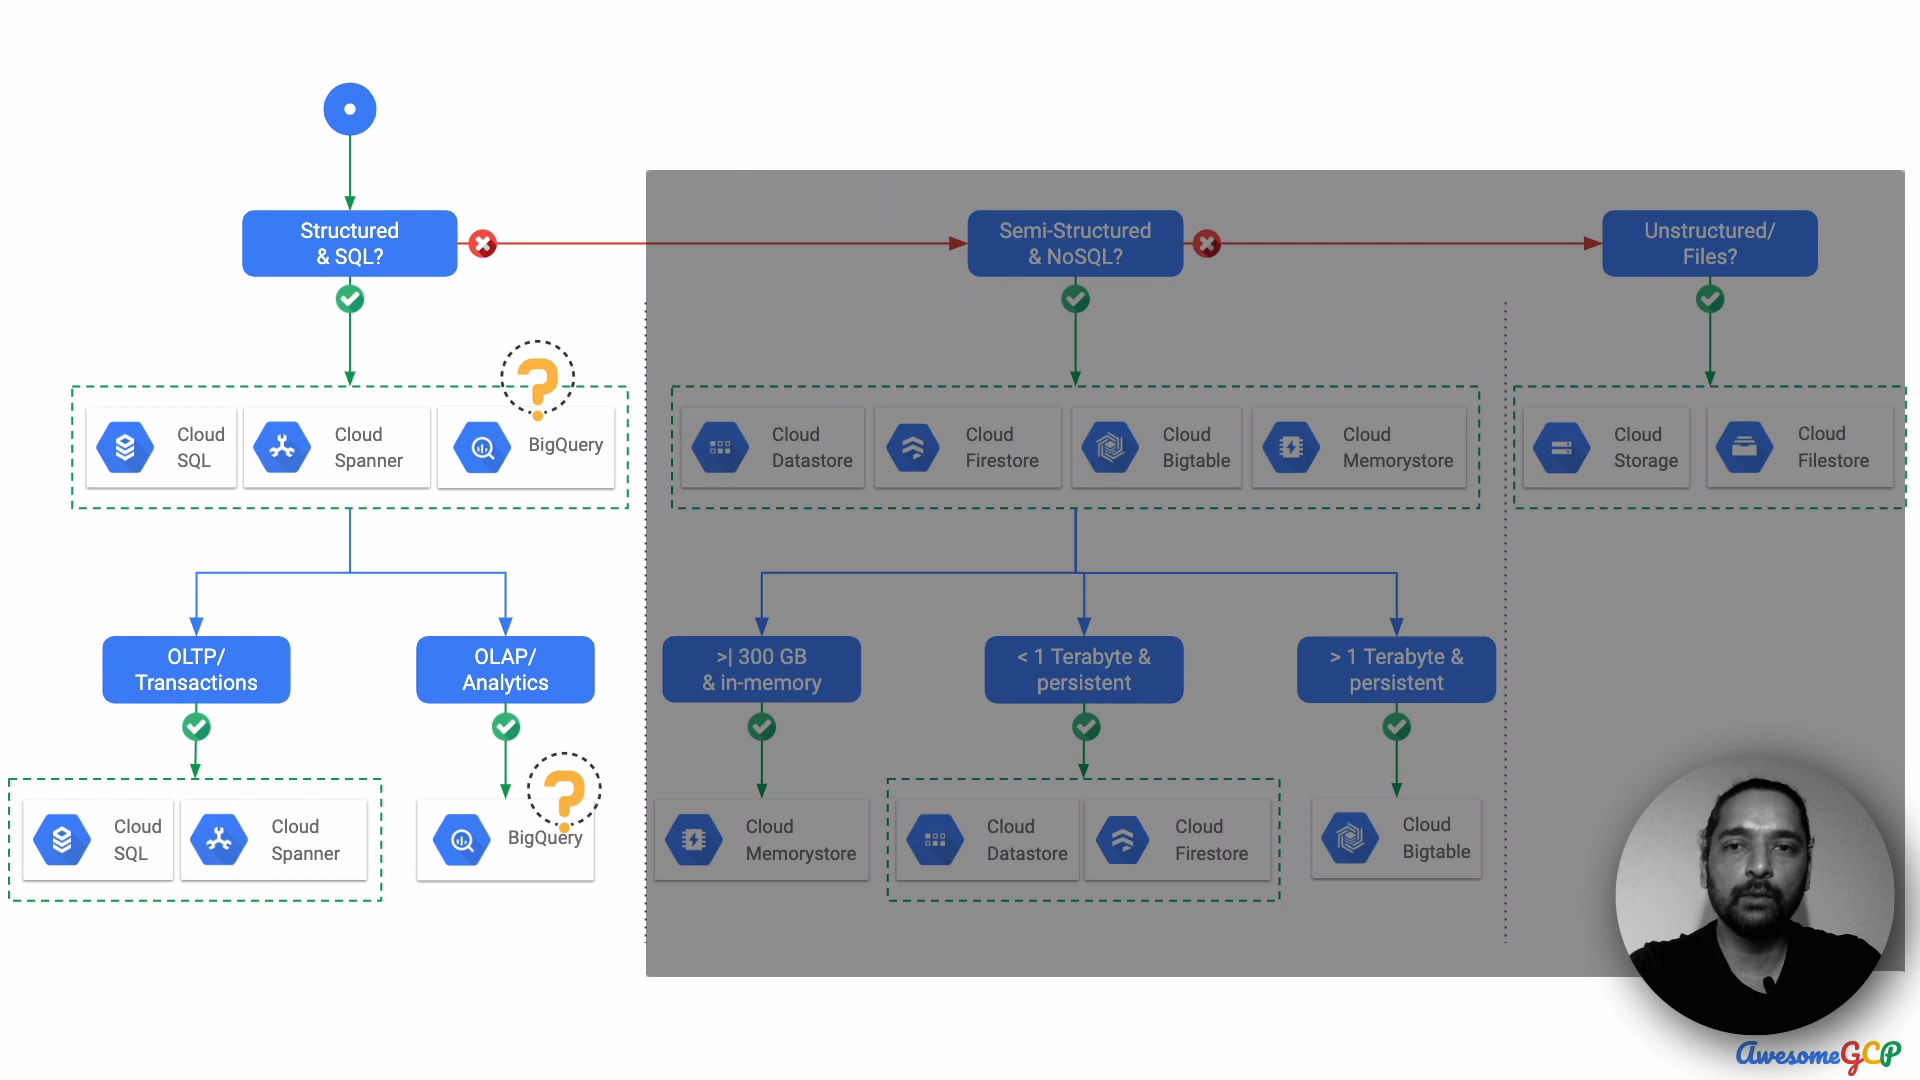 Structured
& SQL?
Semi-Structured
& NoSQL?
Unstructured/
Files?
?
Cloud
SQL
Cloud
Spanner
BigQuery
Cloud
Datastore
Cloud
Firestore
Cloud
Bigtable
Cloud
Memorystore
Cloud
Storage
Cloud
Filestore
OLTP/
Transactions
OLAP/
Analytics
>| 300 GB
& in-memory
< 1 Terabyte &
persistent
> 1 Terabyte &
persistent
?
Cloud
SQL
Cloud
Spanner
BigQuery
Cloud
Memorystore
Cloud
Datastore
Cloud
Firestore
Cloud
Bigtable
AwesomeGCP